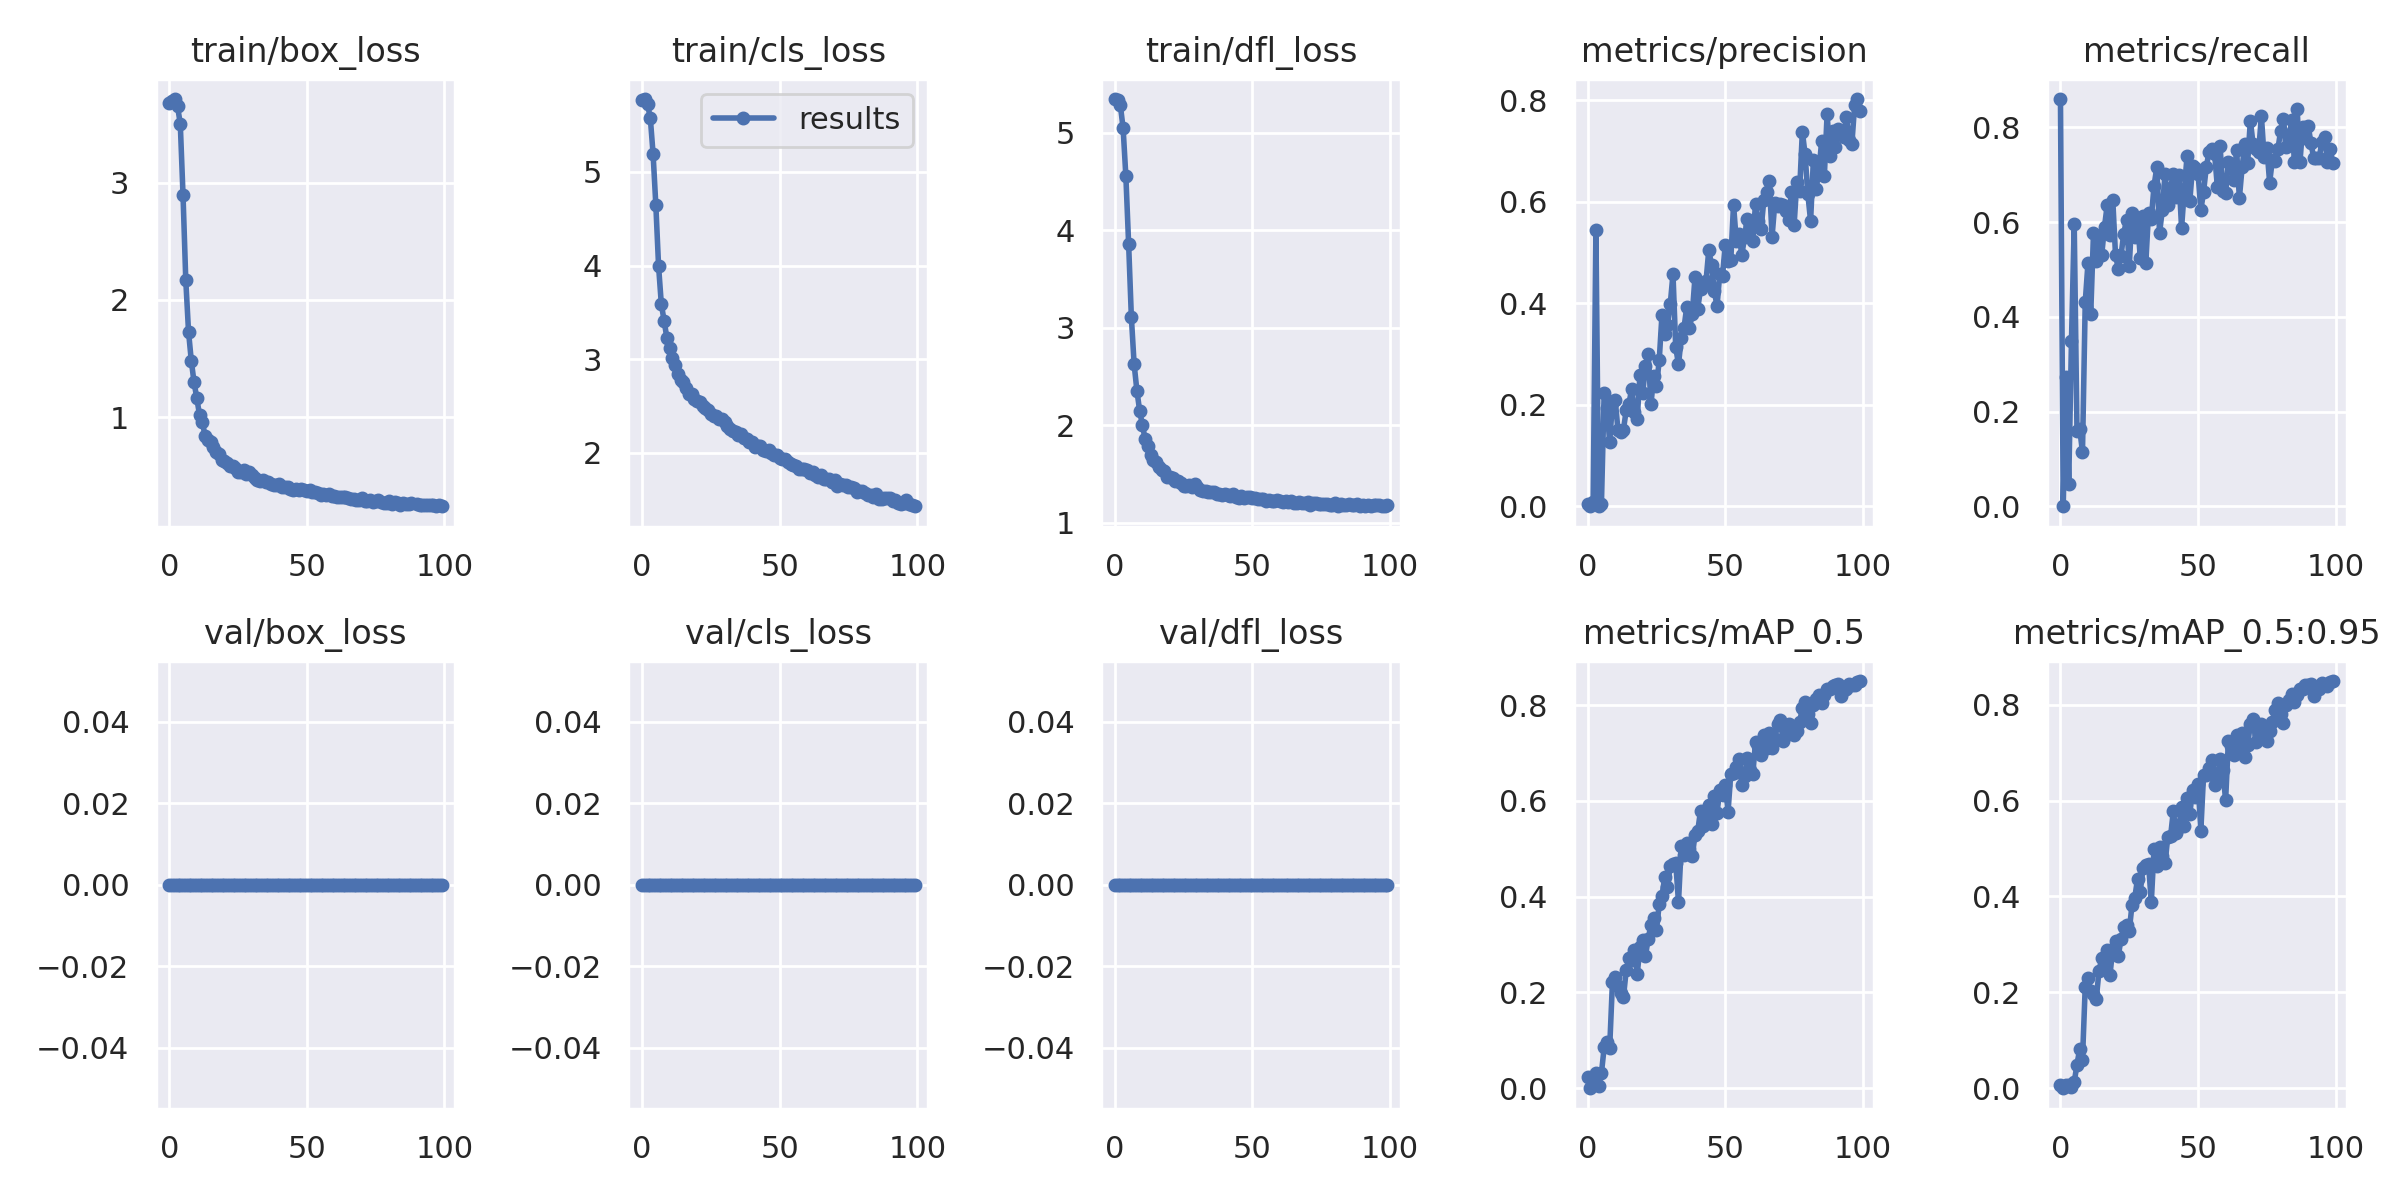 train/box_loss
3
2
1
0 50 100
train/cls_loss
results
5
4
3
2
0 50 100
train/dfl_loss
5
4
3
2
1
0 50 100
metrics/precision
0.8
0.6
0.4
0.2
0.0
0 50 100
metrics/recall
0.8
0.6
0.4
0.2
0.0
0 50 100
val/box_loss
0.04
0.02
0.00
−0.02
−0.04
0 50 100
val/cls_loss
0.04
0.02
0.00
−0.02
−0.04
0 50 100
val/dfl_loss
0.04
0.02
0.00
−0.02
−0.04
0 50 100
metrics/mAP_0.5
0.8
0.6
0.4
0.2
0.0
0 50 100
metrics/mAP_0.5:0.95
0.8
0.6
0.4
0.2
0.0
0 50 100